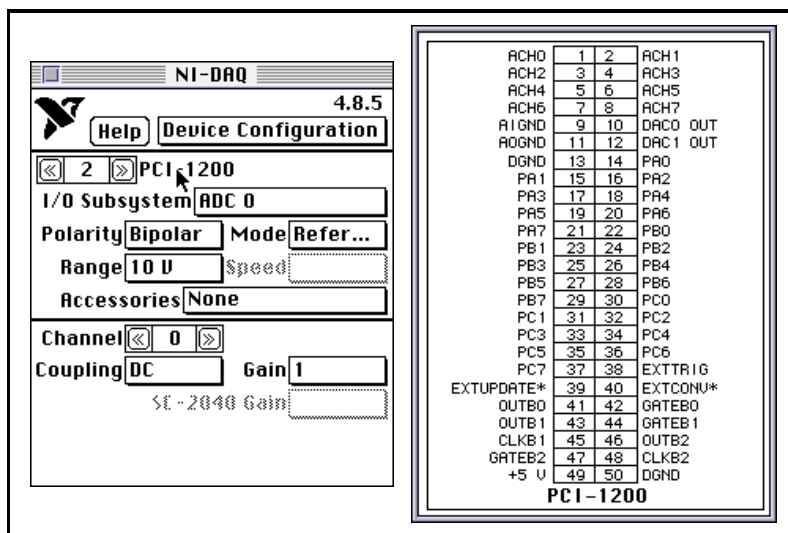 NI-DAQ
4.8.5
Help Device Configuration
2 PCI-1200
I/O Subsystem ADC 0
Polarity Bipolar Mode Refer...
Range 10 V Speed
Accessories None
Channel 0
Coupling DC Gain 1
SC-2040 Gain
ACH0 1 2 ACH1
ACH2 3 4 ACH3
ACH4 5 6 ACH5
ACH6 7 8 ACH7
AIGND 9 10 DAC0 OUT
AOGND 11 12 DAC1 OUT
DGND 13 14 PA0
PA1 15 16 PA2
PA3 17 18 PA4
PA5 19 20 PA6
PA7 21 22 PB0
PB1 23 24 PB2
PB3 25 26 PB4
PB5 27 28 PB6
PB7 29 30 PC0
PC1 31 32 PC2
PC3 33 34 PC4
PC5 35 36 PC6
PC7 37 38 EXTTRIG
EXTUPDATE* 39 40 EXTCONV*
OUTB0 41 42 GATEB0
OUTB1 43 44 GATEB1
CLKB1 45 46 OUTB2
GATEB2 47 48 CLKB2
+5 V 49 50 DGND
PCI-1200